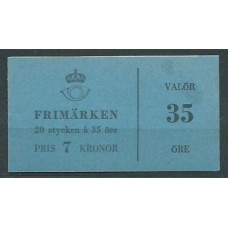 FRIMÄRKEN
20 stycken à 35 öre
PRIS 7 KRONOR
VALÖR
35
ÖRE